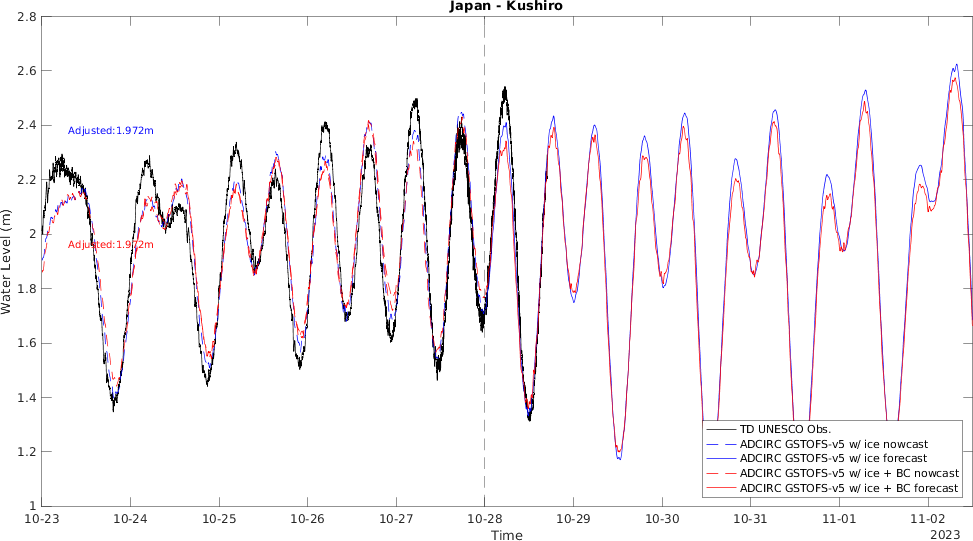 Japan - Kushiro
2.8
2.6
2.4
2.2
2
1.8
1.6
1.4
1.2
1
Water Level (m)
Adjusted:1.972m
Adjusted:1.972m
TD UNESCO Obs.
ADCIRC GSTOFS-v5 w/ ice nowcast
ADCIRC GSTOFS-v5 w/ ice forecast
ADCIRC GSTOFS-v5 w/ ice + BC nowcast
ADCIRC GSTOFS-v5 w/ ice + BC forecast
10-23 10-24 10-25 10-26 10-27 10-28 10-29 10-30 10-31 11-01 11-02
Time
2023